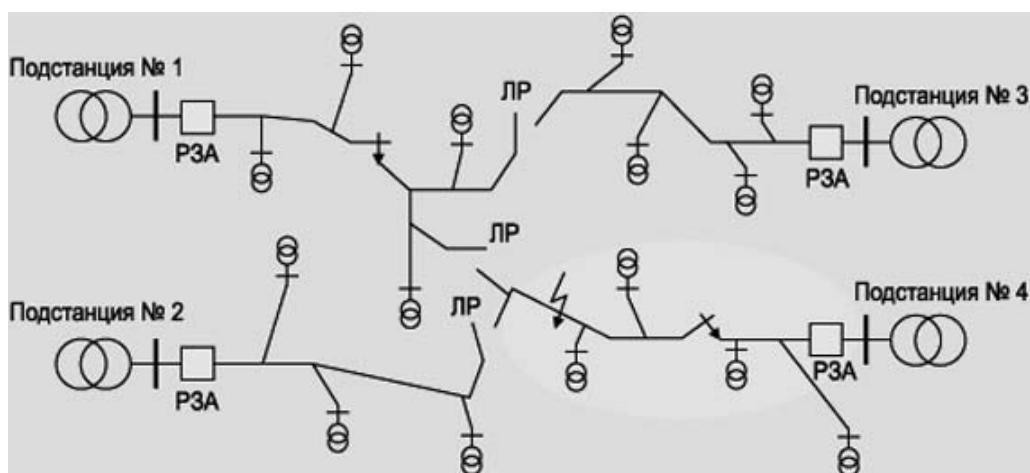 Подстанция № 1
РЗА
ЛР
Подстанция № 3
РЗА
ЛР
Подстанция № 2
РЗА
ЛР
Подстанция № 4
РЗА